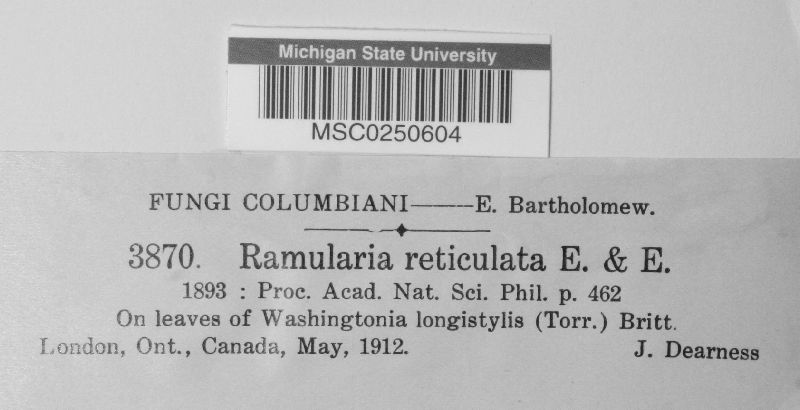 Michigan State University
MSC0250604
FUNGI COLUMBIANI——E. Bartholomew.
3870. Ramularia reticulata E. & E.
1893 : Proc. Acad. Nat. Sci. Phil. p. 462
On leaves of Washingtonia longistylis (Torr.) Britt.
London, Ont., Canada, May, 1912. J. Dearness